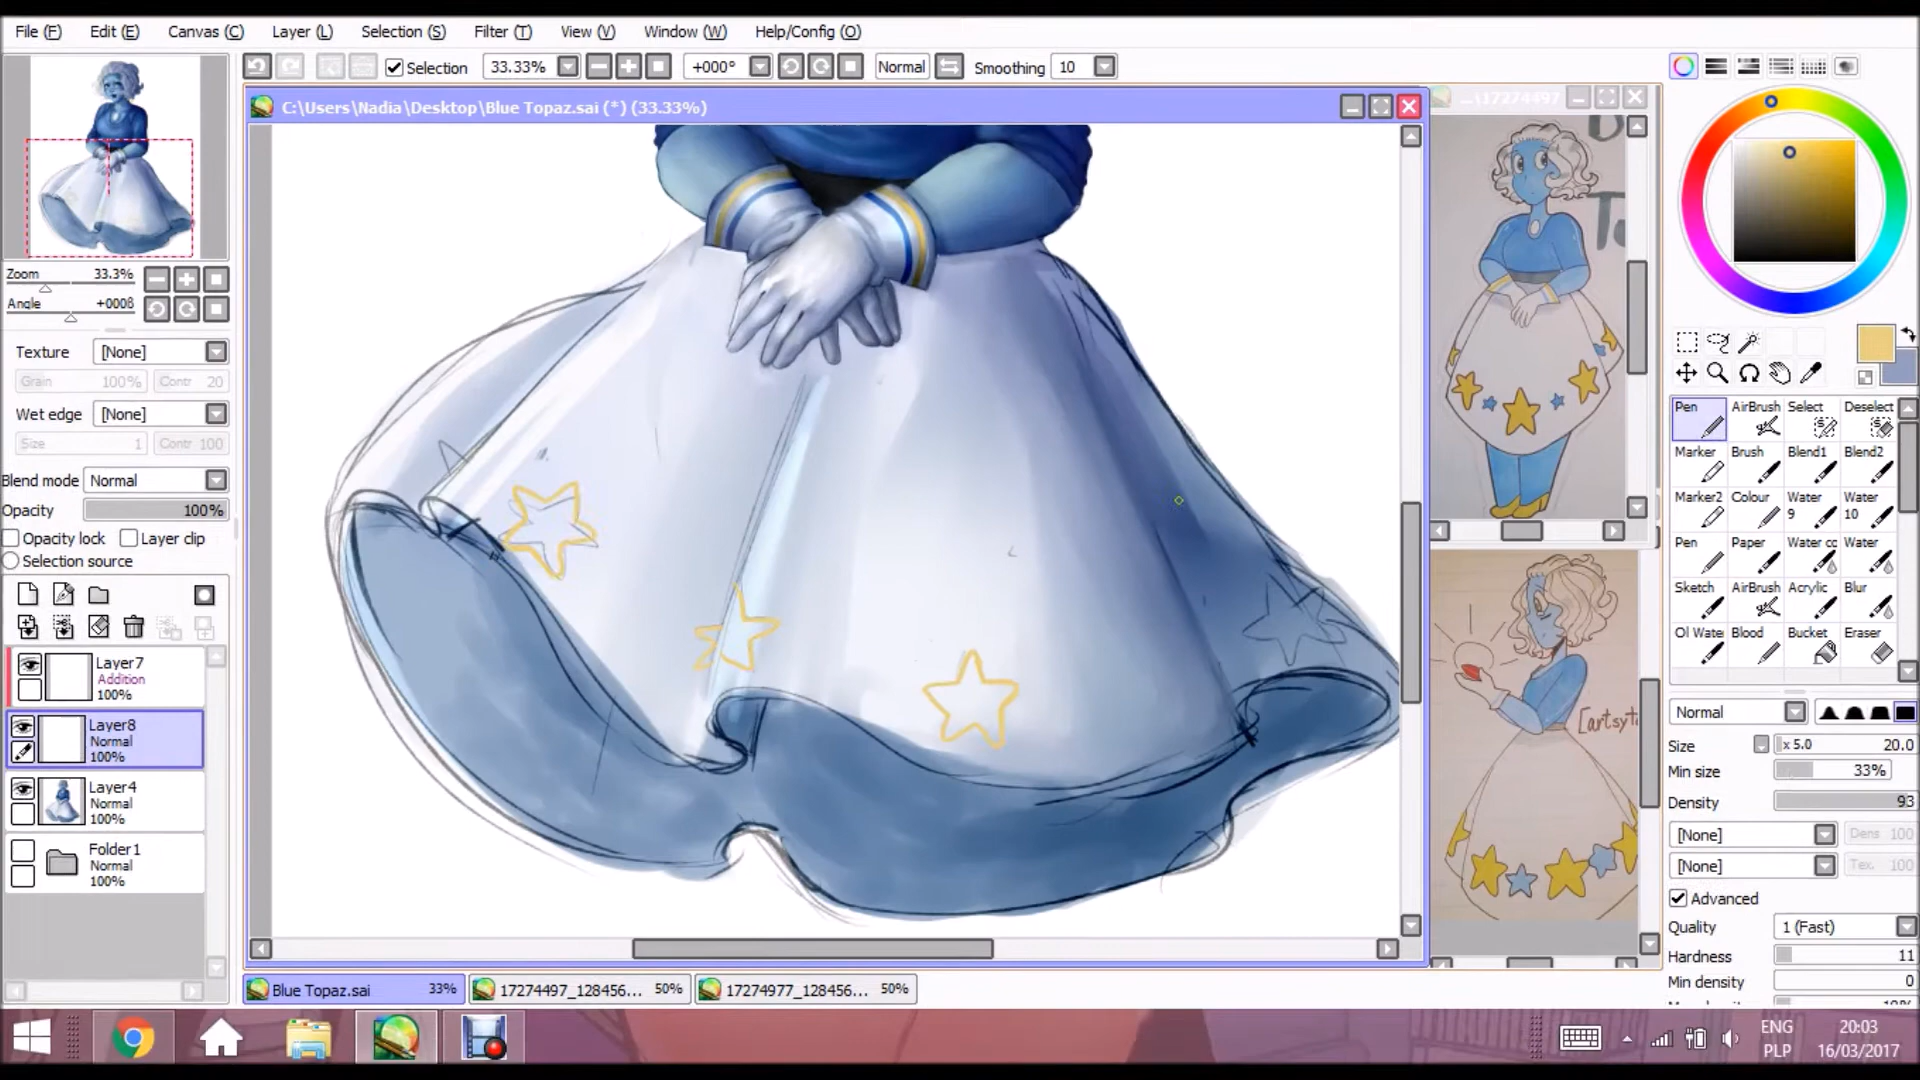 File (F) Edit (E) Canvas (C) Layer (L) Selection (S) Filter (T) View (V) Window (W) Help/Config (O)
Selection 33.33% +000° Normal Smoothing 10
C:\Users\Nadia\Desktop\Blue Topaz.sai (*) (33.33%)
...\17274497
Zoom 33.3%
Angle +000ß
Texture [None]
Grain 100% Contr 20
Wet edge [None]
Size 1 Contr 100
Blend mode Normal
Opacity 100%
Opacity lock Layer clip
Selection source
Layer7
Addition
100%
Layer8
Normal
100%
Layer4
Normal
100%
Folder1
Normal
100%
Pen AirBrush Select Deselect
Marker Brush Blend1 Blend2
Marker2 Colour Water 9 Water 10
Pen Paper Water cc Water
Sketch AirBrush Acrylic Blur
Ol Wate Blood Bucket Eraser
Normal
Size x 5.0 20.0
Min size 33%
Density 93
[None] Dens 100
[None] Tex. 100
Advanced
Quality 1 (Fast)
Hardness 11
Min density 0
[artsyt
Blue Topaz.sai 33% 17274497_128456... 50% 17274977_128456... 50%
ENG 20:03
PLP 16/03/2017